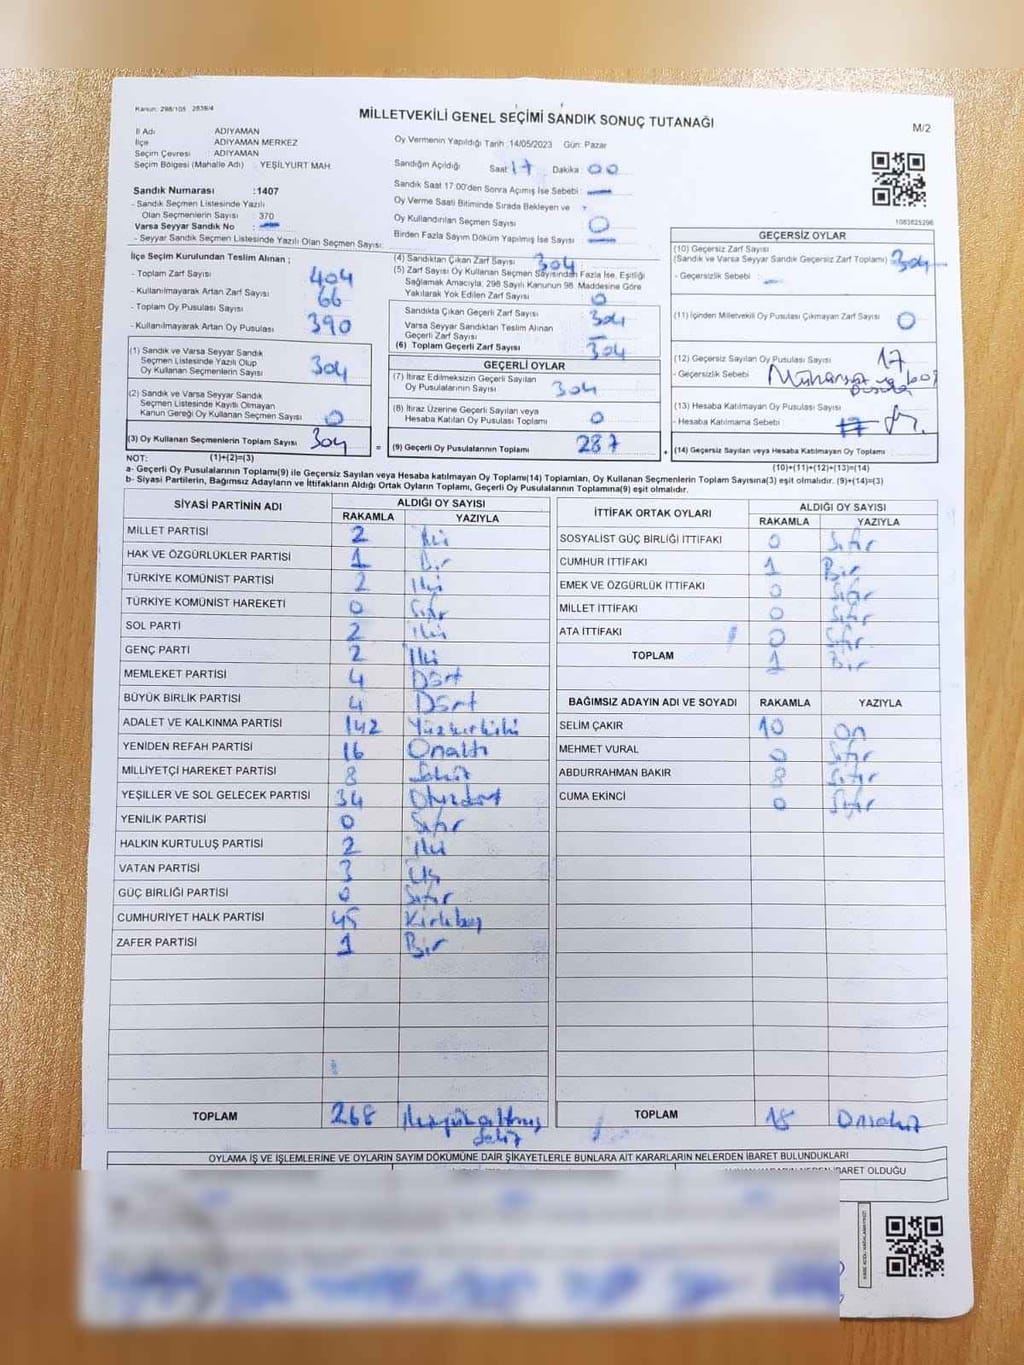 Kanun: 298/105 2839/4
MİLLETVEKİLİ GENEL SEÇİMİ SANDIK SONUÇ TUTANAĞI
M/2
İl Adı ADIYAMAN
İlçe ADIYAMAN MERKEZ
Seçim Çevresi ADIYAMAN
Seçim Bölgesi (Mahalle Adı) : YEŞİLYURT MAH.
Sandık Numarası :1407
- Sandık Seçmen Listesinde Yazılı
Olan Seçmenlerin Sayısı : 370
Varsa Seyyar Sandık No :
- Seyyar Sandık Seçmen Listesinde Yazılı Olan Seçmen Sayısı:
Oy Vermenin Yapıldığı Tarih :14/05/2023 Gün: Pazar
Sandığın Açıldığı Saat 17 Dakika 00
Sandık Saat 17:00'den Sonra Açımış İse Sebebi :
Oy Verme Saati Bitiminde Sırada Bekleyen ve
Oy Kullandırılan Seçmen Sayısı 0
Birden Fazla Sayım Döküm Yapılmış İse Sayısı
1083825296
İlçe Seçim Kurulundan Teslim Alınan ;
- Toplam Zarf Sayısı 404
- Kullanılmayarak Artan Zarf Sayısı 66
- Toplam Oy Pusulası Sayısı
- Kullanılmayarak Artan Oy Pusulası 390
(1) Sandık ve Varsa Seyyar Sandık
Seçmen Listesinde Yazılı Olup
Oy Kullanan Seçmenlerin Sayısı 304
(2) Sandık ve Varsa Seyyar Sandık
Seçmen Listesinde Kayıtlı Olmayan
Kanun Gereği Oy Kullanan Seçmen Sayısı 0
(3) Oy Kullanan Seçmenlerin Toplam Sayısı 304
(4) Sandıktan Çıkan Zarf Sayısı 304
(5) Zarf Sayısı Oy Kullanan Seçmen Sayısından Fazla İse, Eşitliği
Sağlamak Amacıyla, 298 Sayılı Kanunun 98. Maddesine Göre
Yakılarak Yok Edilen Zarf Sayısı 0
Sandıkta Çıkan Geçerli Zarf Sayısı 304
Varsa Seyyar Sandıktan Teslim Alınan
Geçerli Zarf Sayısı
(6) Toplam Geçerli Zarf Sayısı 304
GEÇERLİ OYLAR
(7) İtiraz Edilmeksizin Geçerli Sayılan
Oy Pusulalarının Sayısı 304
(8) İtiraz Üzerine Geçerli Sayılan veya
Hesaba Katılan Oy Pusulası Toplamı 0
= (9) Geçerli Oy Pusulalarının Toplamı 287
GEÇERSİZ OYLAR
(10) Geçersiz Zarf Sayısı
(Sandık ve Varsa Seyyar Sandık Geçersiz Zarf Toplamı) 304
- Geçersizlik Sebebi :
(11) İçinden Milletvekili Oy Pusulası Çıkmayan Zarf Sayısı 0
(12) Geçersiz Sayılan Oy Pusulası Sayısı 17
- Geçersizlik Sebebi
(13) Hesaba Katılmayan Oy Pusulası Sayısı
- Hesaba Katılmama Sebebi
+ (14) Geçersiz Sayılan veya Hesaba Katılmayan Oy Toplamı
NOT: (1)+(2)=(3)
(10)+(11)+(12)+(13)=(14)
a- Geçerli Oy Pusulalarının Toplamı(9) ile Geçersiz Sayılan veya Hesaba katılmayan Oy Toplamı(14) Toplamları, Oy Kullanan Seçmenlerin Toplam Sayısına(3) eşit olmalıdır. (9)+(14)=(3)
b- Siyasi Partilerin, Bağımsız Adayların ve İttifakların Aldığı Ortak Oyların Toplamı, Geçerli Oy Pusulalarının Toplamına(9) eşit olmalıdır.
SİYASİ PARTİNİN ADI ALDIĞI OY SAYISI
RAKAMLA YAZIYLA
MİLLET PARTİSİ 2 iki
HAK VE ÖZGÜRLÜKLER PARTİSİ 1 Bir
TÜRKİYE KOMÜNİST PARTİSİ 2 iki
TÜRKİYE KOMÜNİST HAREKETİ 0 Sıfır
SOL PARTİ 2 iki
GENÇ PARTİ 2 iki
MEMLEKET PARTİSİ 4 Dört
BÜYÜK BİRLİK PARTİSİ 4 Dört
ADALET VE KALKINMA PARTİSİ 142 Yüzkırkiki
YENİDEN REFAH PARTİSİ 16 Onaltı
MİLLİYETÇİ HAREKET PARTİSİ 8 Sekiz
YEŞİLLER VE SOL GELECEK PARTİSİ 34 Otuzdört
YENİLİK PARTİSİ 0 Sıfır
HALKIN KURTULUŞ PARTİSİ 2 iki
VATAN PARTİSİ 3 Üç
GÜÇ BİRLİĞİ PARTİSİ 0 Sıfır
CUMHURİYET HALK PARTİSİ 45 Kırkbeş
ZAFER PARTİSİ 1 Bir
TOPLAM 268 ikiyüzaltmış
sekiz
İTTİFAK ORTAK OYLARI ALDIĞI OY SAYISI
RAKAMLA YAZIYLA
SOSYALİST GÜÇ BİRLİĞİ İTTİFAKI 0 Sıfır
CUMHUR İTTİFAKI 1 Bir
EMEK VE ÖZGÜRLÜK İTTİFAKI 0 Sıfır
MİLLET İTTİFAKI 0 Sıfır
ATA İTTİFAKI 0 Sıfır
TOPLAM 1 Bir
BAĞIMSIZ ADAYIN ADI VE SOYADI RAKAMLA YAZIYLA
SELİM ÇAKIR 10 on
MEHMET VURAL 0 Sıfır
ABDURRAHMAN BAKIR 8 Sıfır
CUMA EKİNCİ 0 Sıfır
TOPLAM 18 Onsekiz
OYLAMA İŞ VE İŞLEMLERİNE VE OYLARIN SAYIM DÖKÜMÜNE DAİR ŞİKAYETLERLE BUNLARA AİT KARARLARIN NELERDEN İBARET BULUNDUKLARI
İBARET OLDUĞU